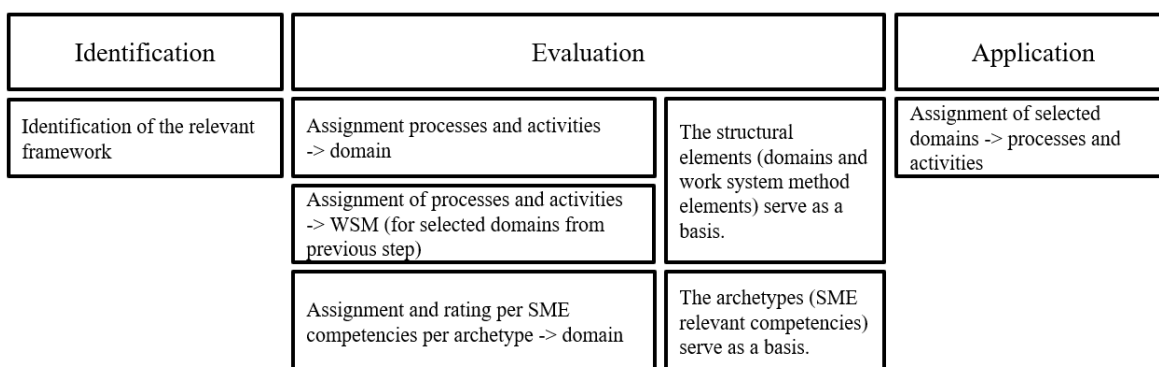 Identification
Evaluation
Application
Identification of the relevant
framework
Assignment processes and activities
-> domain
Assignment of processes and activities
-> WSM (for selected domains from
previous step)
Assignment and rating per SME
competencies per archetype -> domain
The structural
elements (domains and
work system method
elements) serve as a
basis.
The archetypes (SME
relevant competencies)
serve as a basis.
Assignment of selected
domains -> processes and
activities